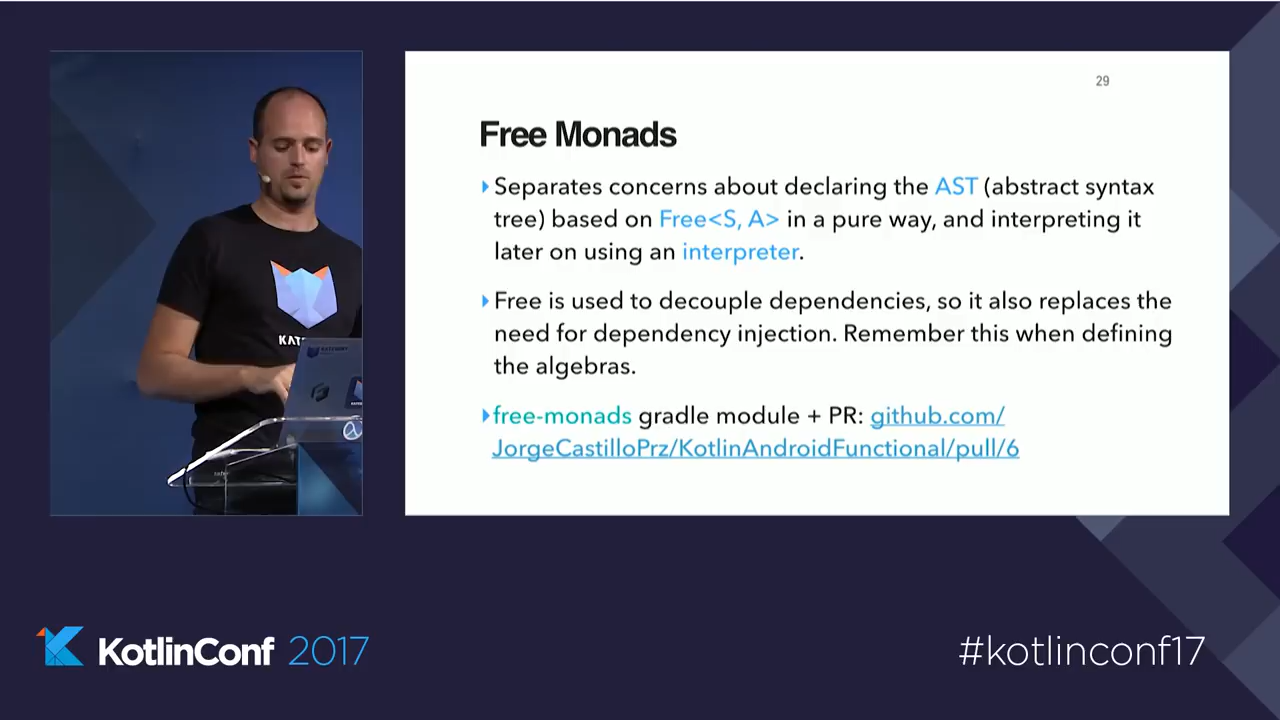 29
Free Monads
Separates concerns about declaring the AST (abstract syntax
tree) based on Free<S, A> in a pure way, and interpreting it
later on using an interpreter.
Free is used to decouple dependencies, so it also replaces the
need for dependency injection. Remember this when defining
the algebras.
free-monads gradle module + PR: github.com/
JorgeCastilloPrz/KotlinAndroidFunctional/pull/6
KotlinConf 2017
#kotlinconf17